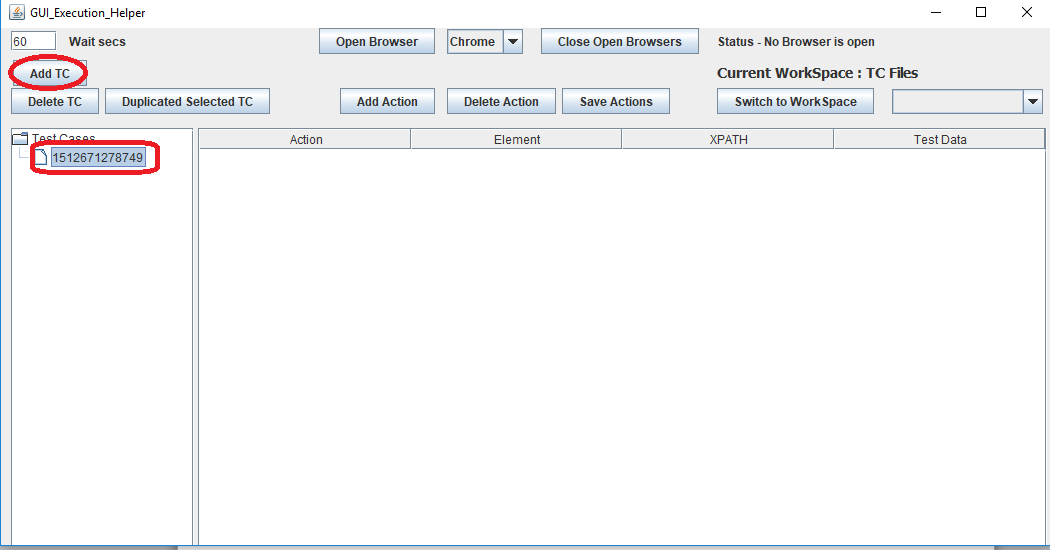 GUI_Execution_Helper
60 Wait secs Open Browser Chrome Close Open Browsers Status - No Browser is open
Add TC Current WorkSpace : TC Files
Delete TC Duplicated Selected TC Add Action Delete Action Save Actions Switch to WorkSpace
Test Cases Action Element XPATH Test Data
1512671278749